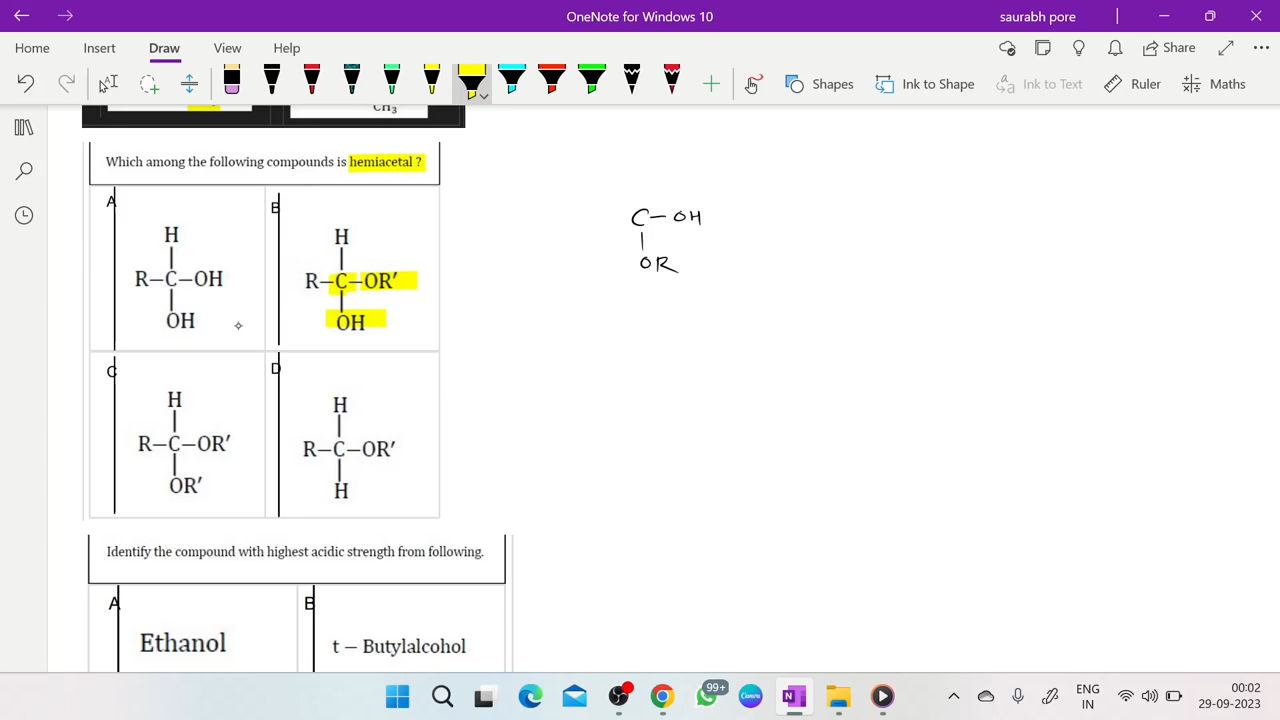 OneNote for Windows 10
saurabh pore
Home Insert Draw View Help
Share
Shapes
Ink to Shape
Ink to Text
Ruler
Maths
CH3
Which among the following compounds is hemiacetal ?
A
H
R–C–OH
OH
B
H
R–C–OR′
OH
C
H
R–C–OR′
OR′
D
H
R–C–OR′
H
C – OH
OR
Identify the compound with highest acidic strength from following.
A
Ethanol
B
t – Butylalcohol
99+
ENG
IN
00:02
29-09-2023